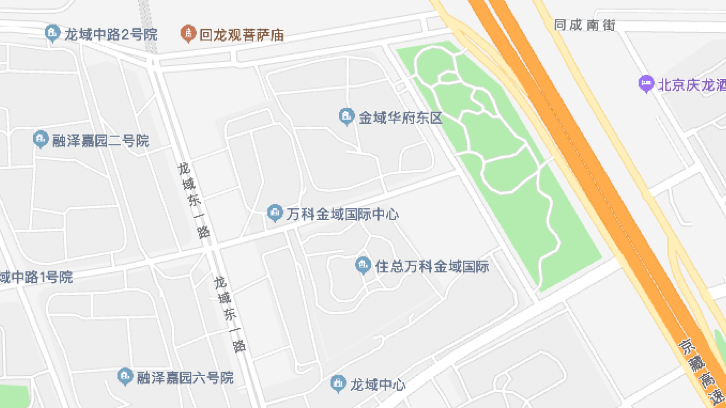 同成南街
龙域中路2号院
回龙观菩萨庙
北京庆龙酒
金域华府东区
融泽嘉园二号院
龙域东一路
万科金域国际中心
住总万科金域国际
域中路1号院
龙域东一路
京藏高速
融泽嘉园六号院
龙域中心